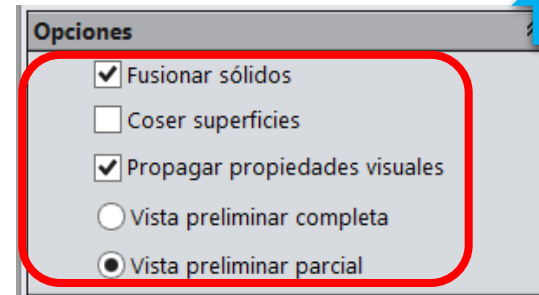 Opciones
Fusionar sólidos
Coser superficies
Propagar propiedades visuales
Vista preliminar completa
Vista preliminar parcial